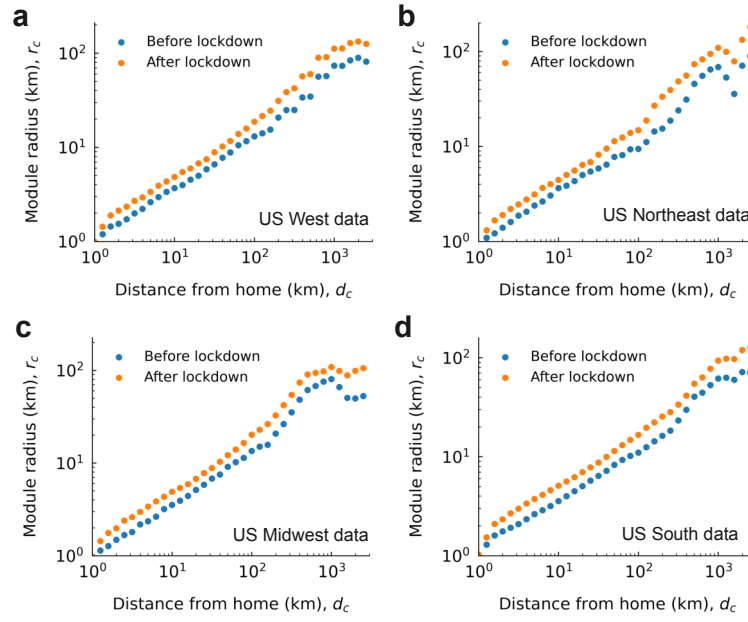 a
Module radius (km), r_c
10²
10¹
10⁰
Before lockdown
After lockdown
US West data
10⁰ 10¹ 10² 10³
Distance from home (km), d_c
b
Module radius (km), r_c
10²
10¹
10⁰
Before lockdown
After lockdown
US Northeast data
10⁰ 10¹ 10² 10³
Distance from home (km), d_c
c
Module radius (km), r_c
10²
10¹
10⁰
Before lockdown
After lockdown
US Midwest data
10⁰ 10¹ 10² 10³
Distance from home (km), d_c
d
Module radius (km), r_c
10²
10¹
10⁰
Before lockdown
After lockdown
US South data
10⁰ 10¹ 10² 10³
Distance from home (km), d_c